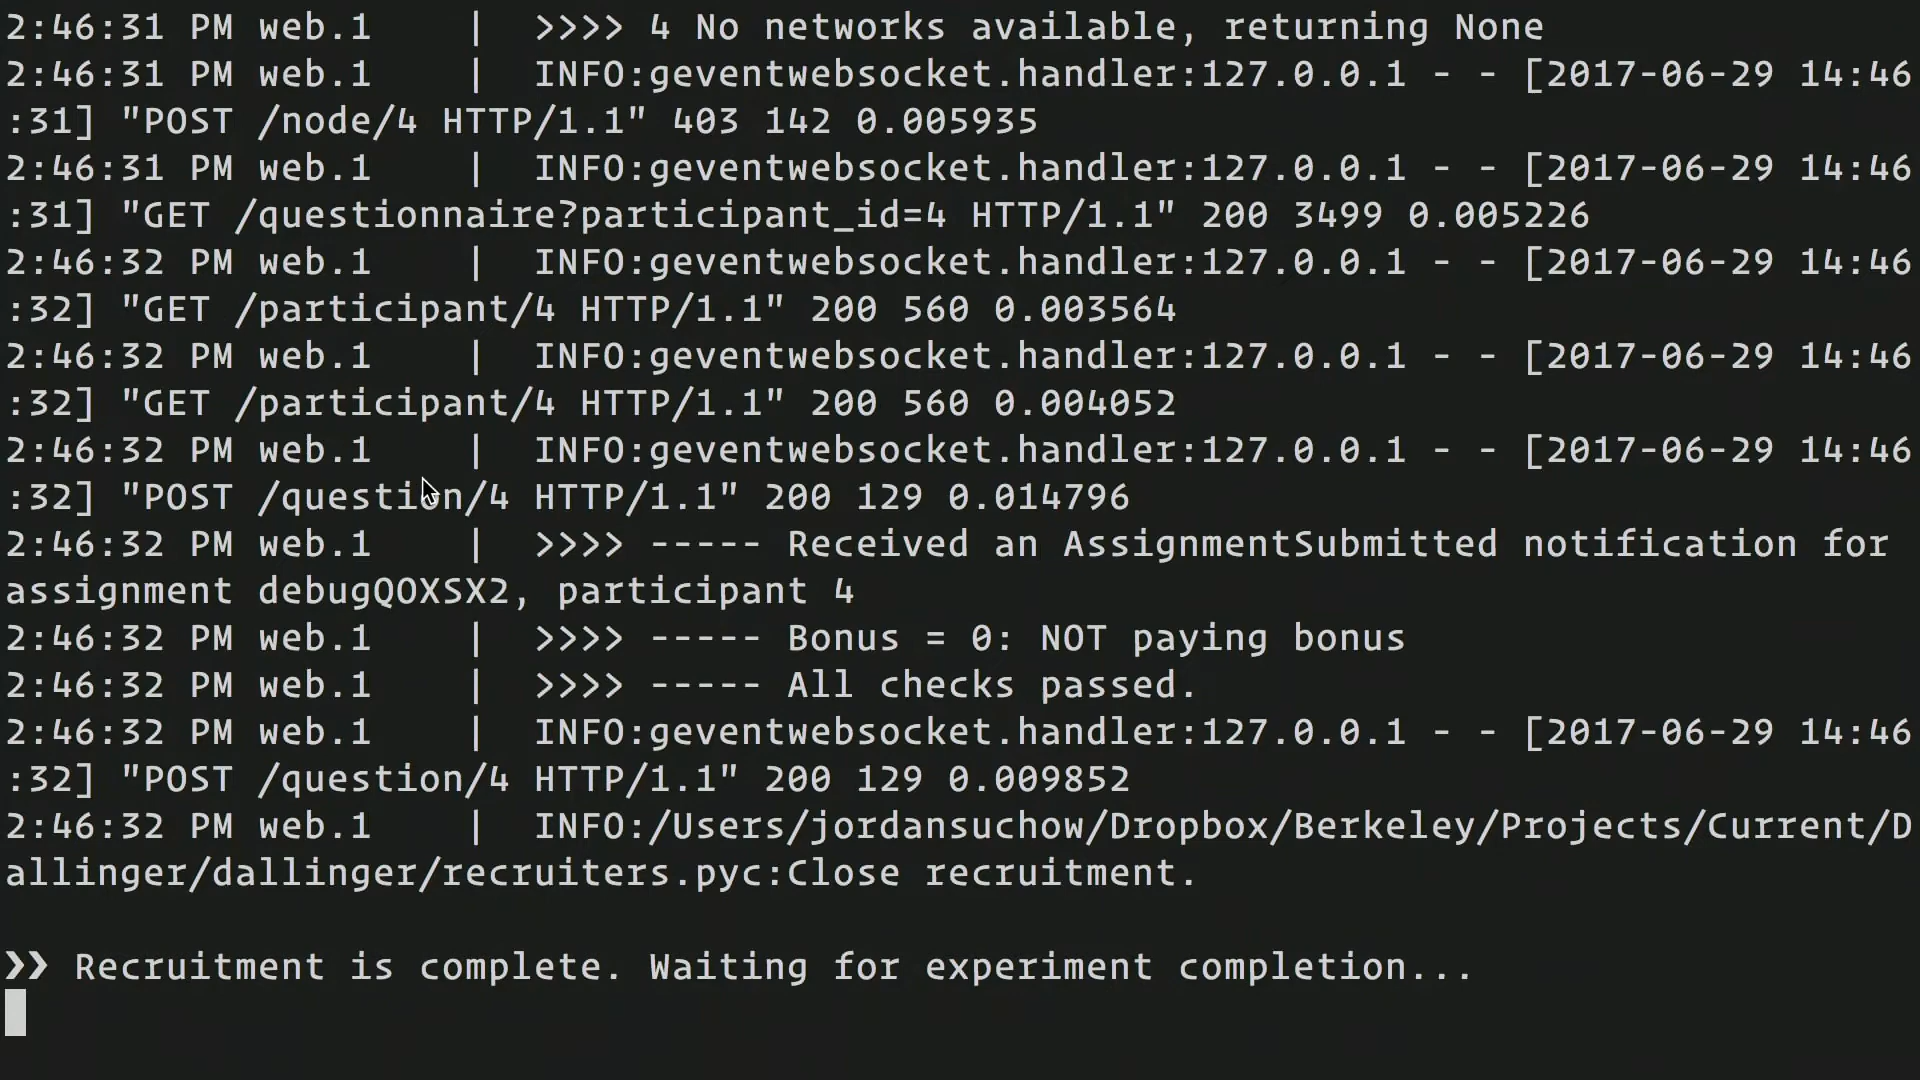 2:46:31 PM web.1    |  >>>> 4 No networks available, returning None
2:46:31 PM web.1    |  INFO:geventwebsocket.handler:127.0.0.1 - - [2017-06-29 14:46
:31] "POST /node/4 HTTP/1.1" 403 142 0.005935
2:46:31 PM web.1    |  INFO:geventwebsocket.handler:127.0.0.1 - - [2017-06-29 14:46
:31] "GET /questionnaire?participant_id=4 HTTP/1.1" 200 3499 0.005226
2:46:32 PM web.1    |  INFO:geventwebsocket.handler:127.0.0.1 - - [2017-06-29 14:46
:32] "GET /participant/4 HTTP/1.1" 200 560 0.003564
2:46:32 PM web.1    |  INFO:geventwebsocket.handler:127.0.0.1 - - [2017-06-29 14:46
:32] "GET /participant/4 HTTP/1.1" 200 560 0.004052
2:46:32 PM web.1    |  INFO:geventwebsocket.handler:127.0.0.1 - - [2017-06-29 14:46
:32] "POST /question/4 HTTP/1.1" 200 129 0.014796
2:46:32 PM web.1    |  >>>> ----- Received an AssignmentSubmitted notification for
assignment debugQOXSX2, participant 4
2:46:32 PM web.1    |  >>>> ----- Bonus = 0: NOT paying bonus
2:46:32 PM web.1    |  >>>> ----- All checks passed.
2:46:32 PM web.1    |  INFO:geventwebsocket.handler:127.0.0.1 - - [2017-06-29 14:46
:32] "POST /question/4 HTTP/1.1" 200 129 0.009852
2:46:32 PM web.1    |  INFO:/Users/jordansuchow/Dropbox/Berkeley/Projects/Current/D
allinger/dallinger/recruiters.pyc:Close recruitment.
❯❯ Recruitment is complete. Waiting for experiment completion...